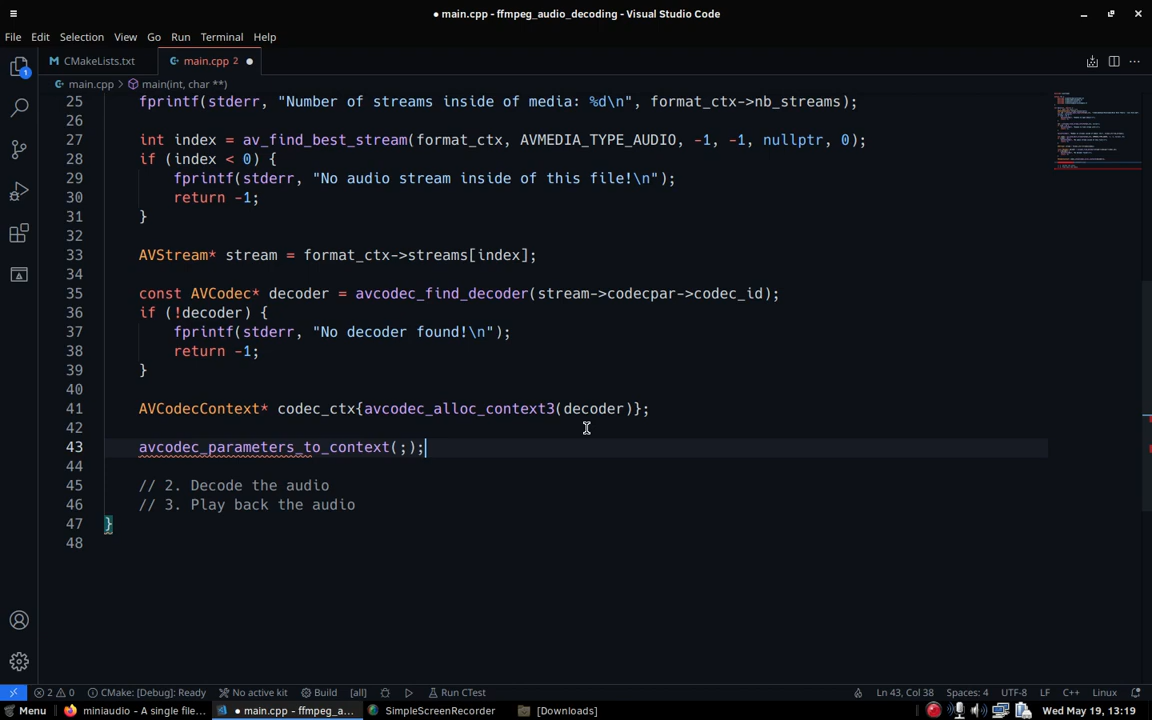 ● main.cpp - ffmpeg_audio_decoding - Visual Studio Code
File Edit Selection View Go Run Terminal Help
CMakeLists.txt main.cpp 2 ●
main.cpp > main(int, char **)
25 fprintf(stderr, "Number of streams inside of media: %d\n", format_ctx->nb_streams);
26
27 int index = av_find_best_stream(format_ctx, AVMEDIA_TYPE_AUDIO, -1, -1, nullptr, 0);
28 if (index < 0) {
29 fprintf(stderr, "No audio stream inside of this file!\n");
30 return -1;
31 }
32
33 AVStream* stream = format_ctx->streams[index];
34
35 const AVCodec* decoder = avcodec_find_decoder(stream->codecpar->codec_id);
36 if (!decoder) {
37 fprintf(stderr, "No decoder found!\n");
38 return -1;
39 }
40
41 AVCodecContext* codec_ctx{avcodec_alloc_context3(decoder)};
42
43 avcodec_parameters_to_context(;);
44
45 // 2. Decode the audio
46 // 3. Play back the audio
47 }
48
1
2 0 CMake: [Debug]: Ready No active kit Build [all] Run CTest Ln 43, Col 38 Spaces: 4 UTF-8 LF C++ Linux
Menu miniaudio - A single file... ● main.cpp - ffmpeg_a... SimpleScreenRecorder [Downloads] Wed May 19, 13:19